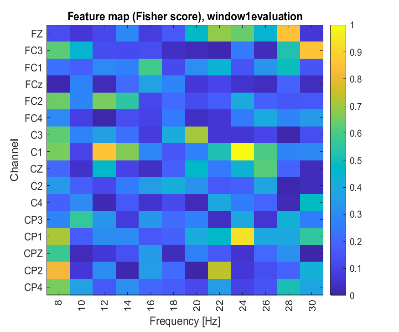 Feature map (Fisher score), window1evaluation
Channel
FZ
FC3
FC1
FCz
FC2
FC4
C3
C1
CZ
C2
C4
CP3
CP1
CPZ
CP2
CP4
8 10 12 14 16 18 20 22 24 26 28 30
Frequency [Hz]
1
0.9
0.8
0.7
0.6
0.5
0.4
0.3
0.2
0.1
0